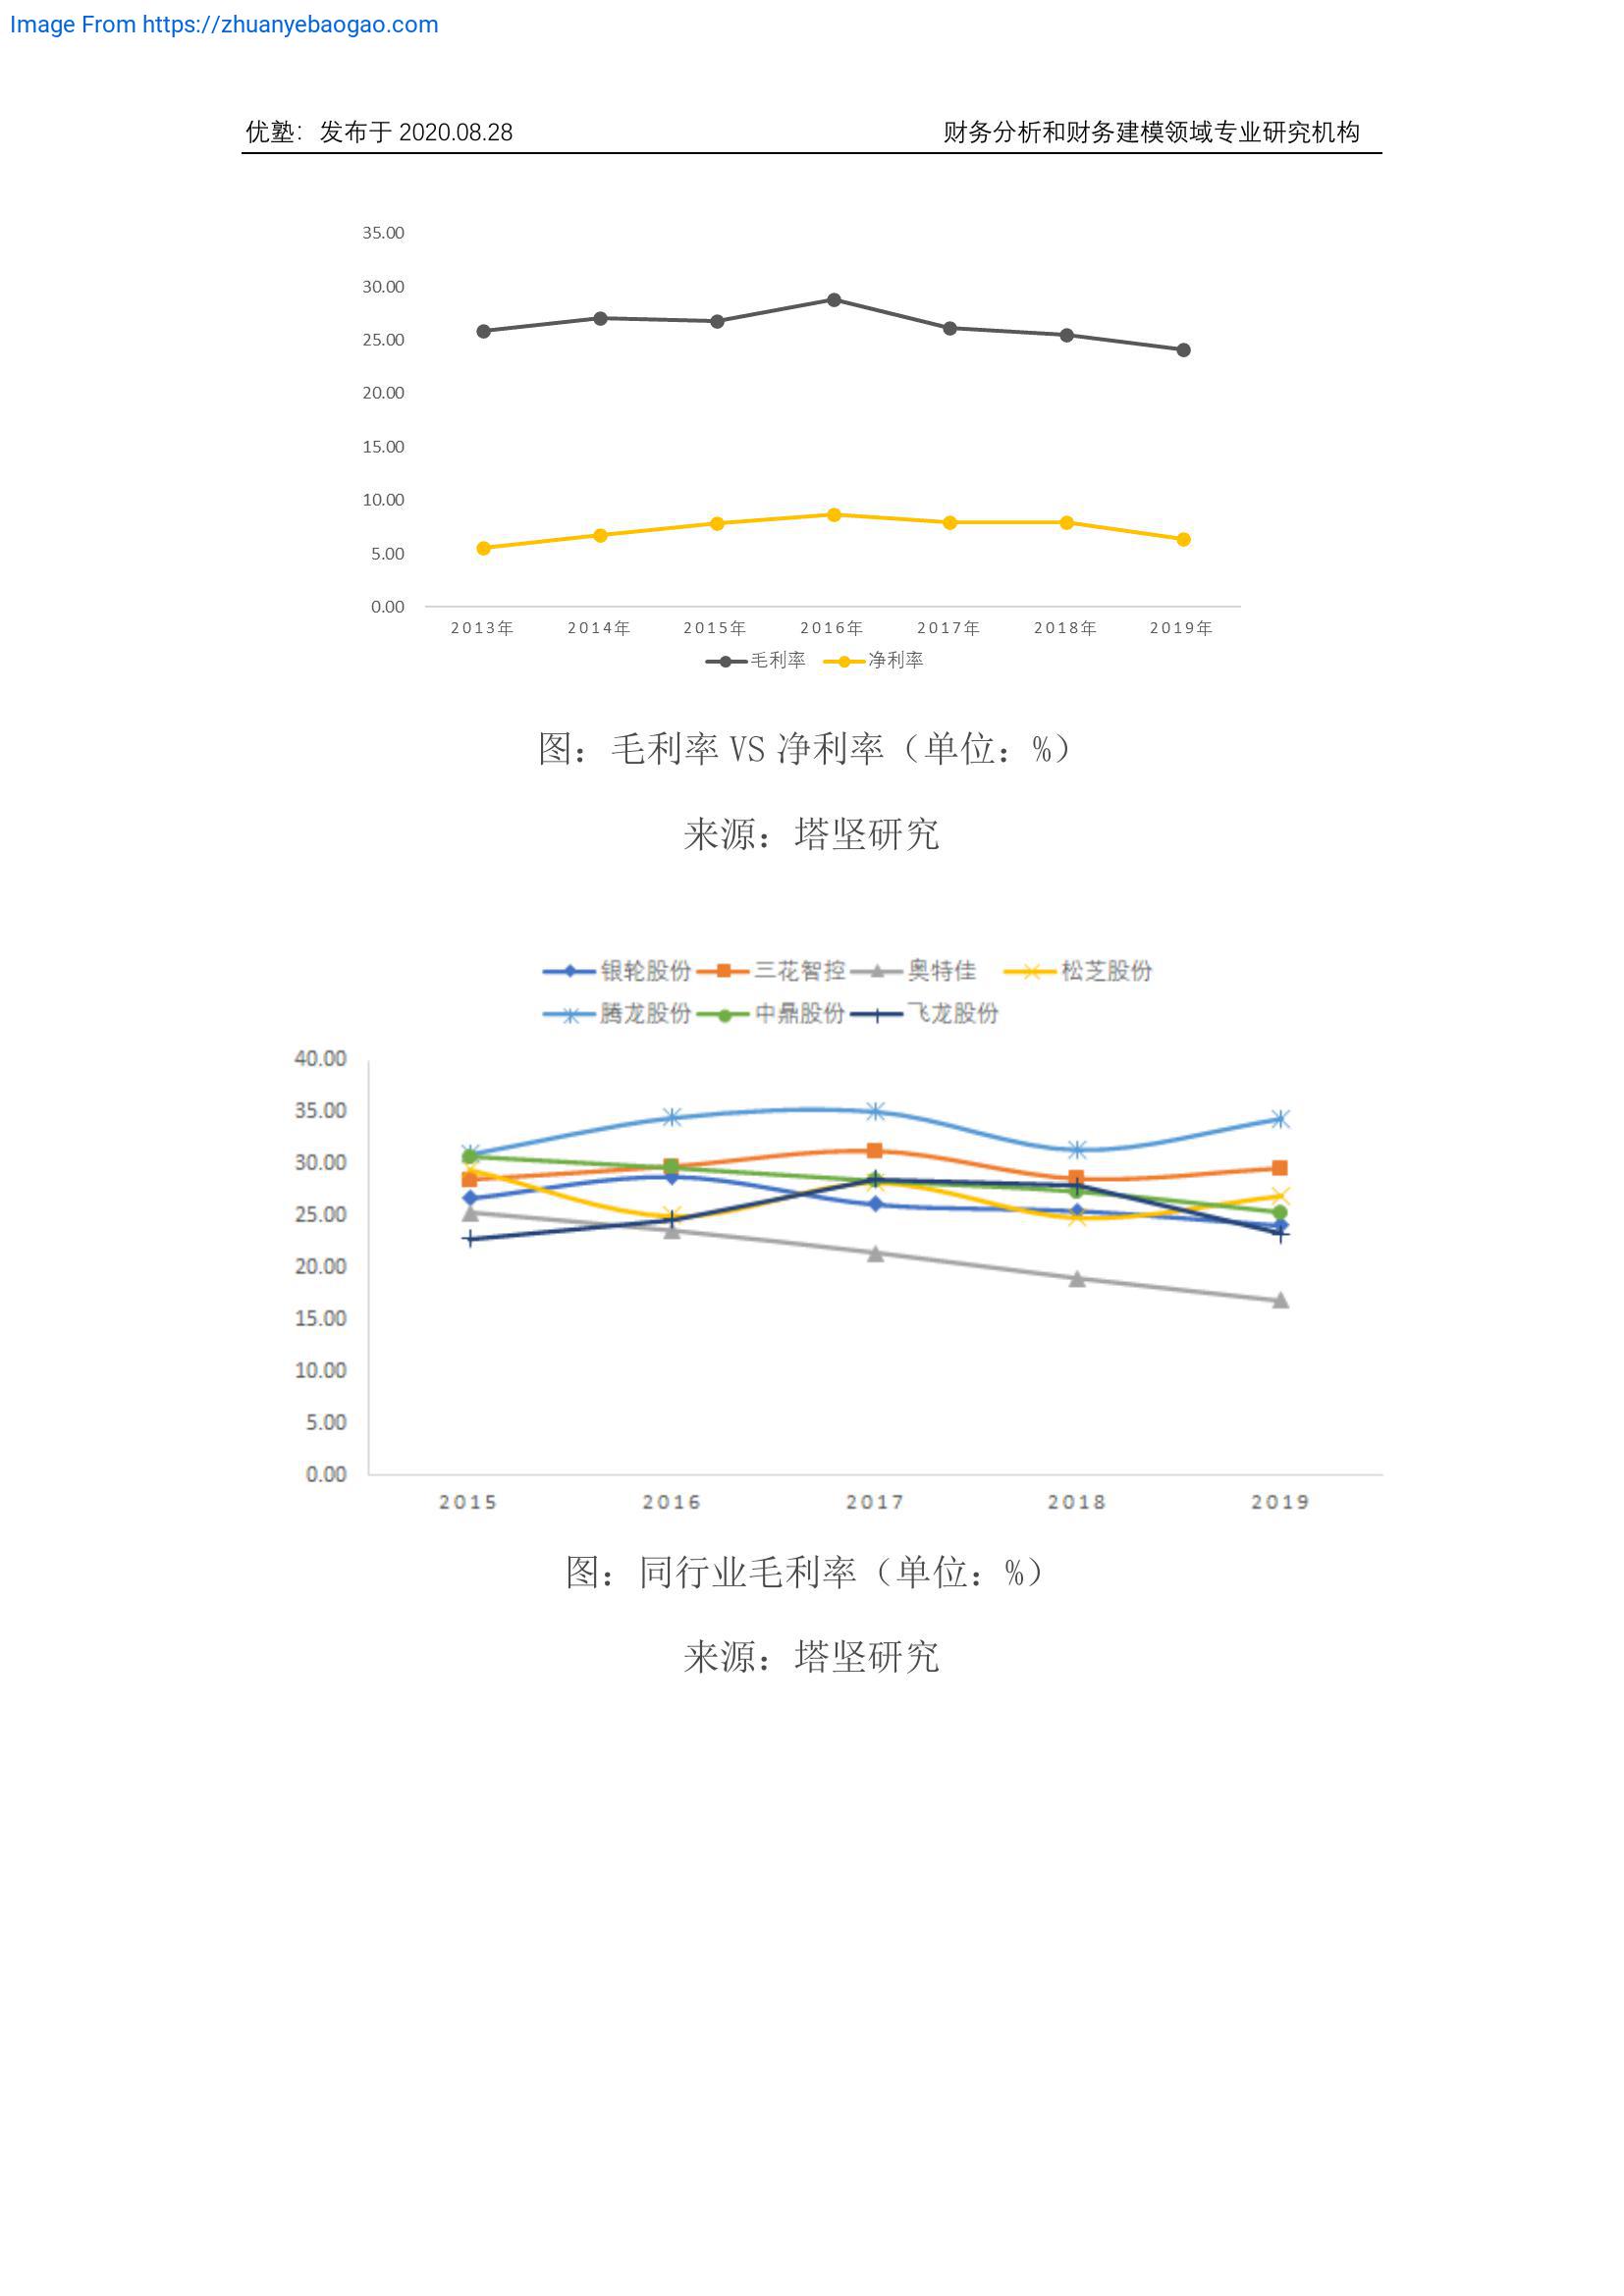 Image From https://zhuanyebaogao.com
优塾：发布于 2020.08.28 财务分析和财务建模领域专业研究机构
35.00
30.00
25.00
20.00
15.00
10.00
5.00
0.00
2013年 2014年 2015年 2016年 2017年 2018年 2019年
毛利率 净利率
图：毛利率 VS 净利率（单位：%）
来源：塔坚研究
银轮股份 三花智控 奥特佳 松芝股份
腾龙股份 中鼎股份 飞龙股份
40.00
35.00
30.00
25.00
20.00
15.00
10.00
5.00
0.00
2015 2016 2017 2018 2019
图：同行业毛利率（单位：%）
来源：塔坚研究